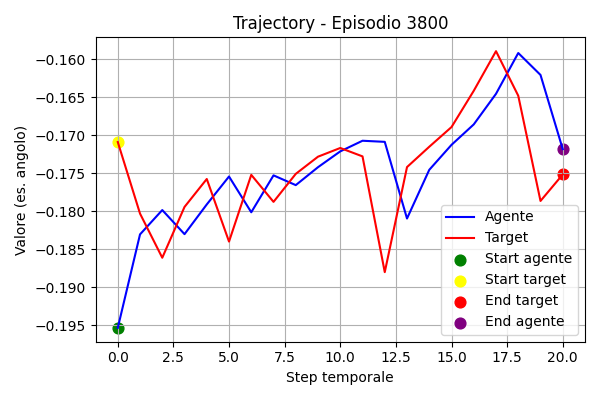 Trajectory - Episodio 3800
Valore (es. angolo)
−0.160
−0.165
−0.170
−0.175
−0.180
−0.185
−0.190
−0.195
0.0 2.5 5.0 7.5 10.0 12.5 15.0 17.5 20.0
Step temporale
Agente
Target
Start agente
Start target
End target
End agente